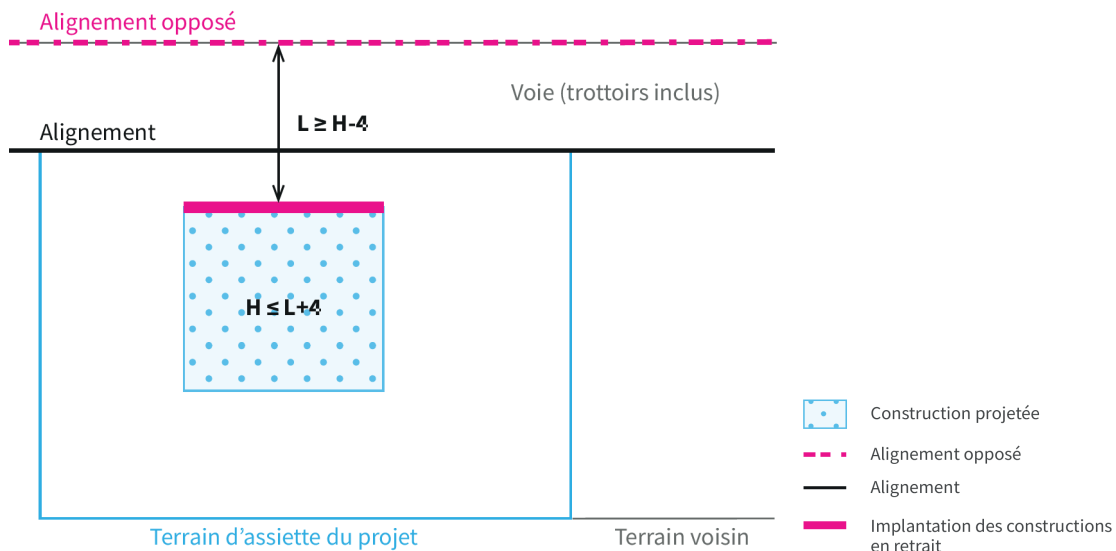 Alignement opposé
Voie (trottoirs inclus)
L ≥ H-4
Alignement
H ≤ L+4
Construction projetée
Alignement opposé
Alignement
Implantation des constructions
en retrait
Terrain d'assiette du projet
Terrain voisin